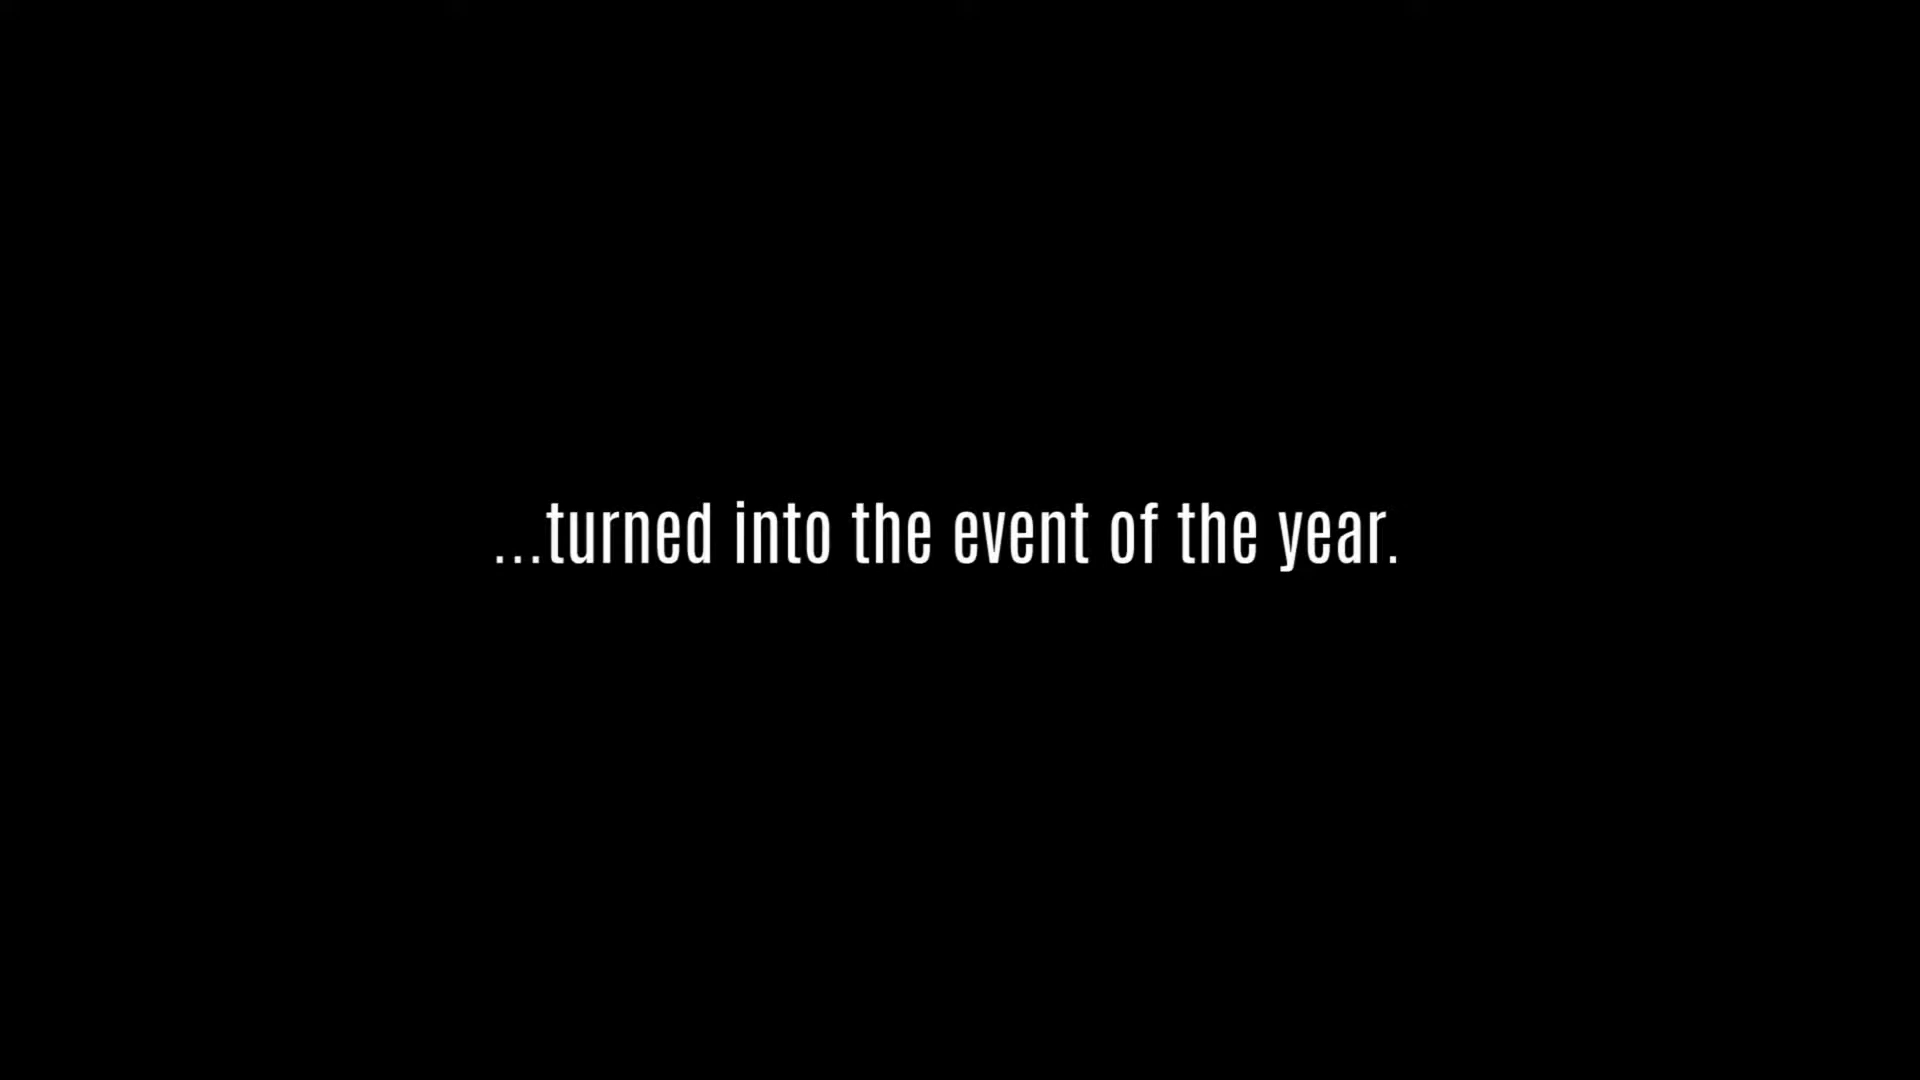 ...turned into the event of the year.